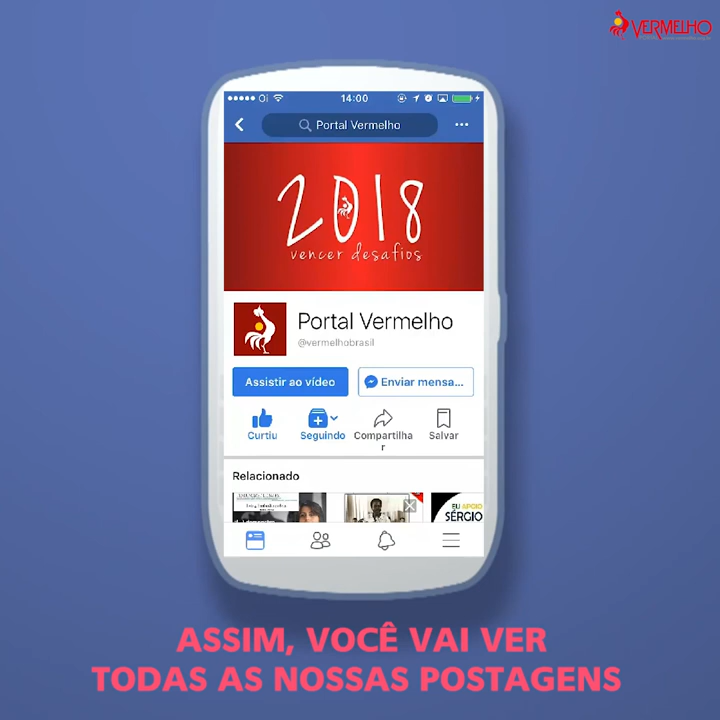 VERMELHO
Oi
14:00
Portal Vermelho
2018
vencer desafios
Portal Vermelho
@vermelhobrasil
Assistir ao vídeo
Enviar mensa...
Curtiu
Seguindo
Compartilha
r
Salvar
Relacionado
EU APOIO
SÉRGIO
ASSIM, VOCÊ VAI VER
TODAS AS NOSSAS POSTAGENS